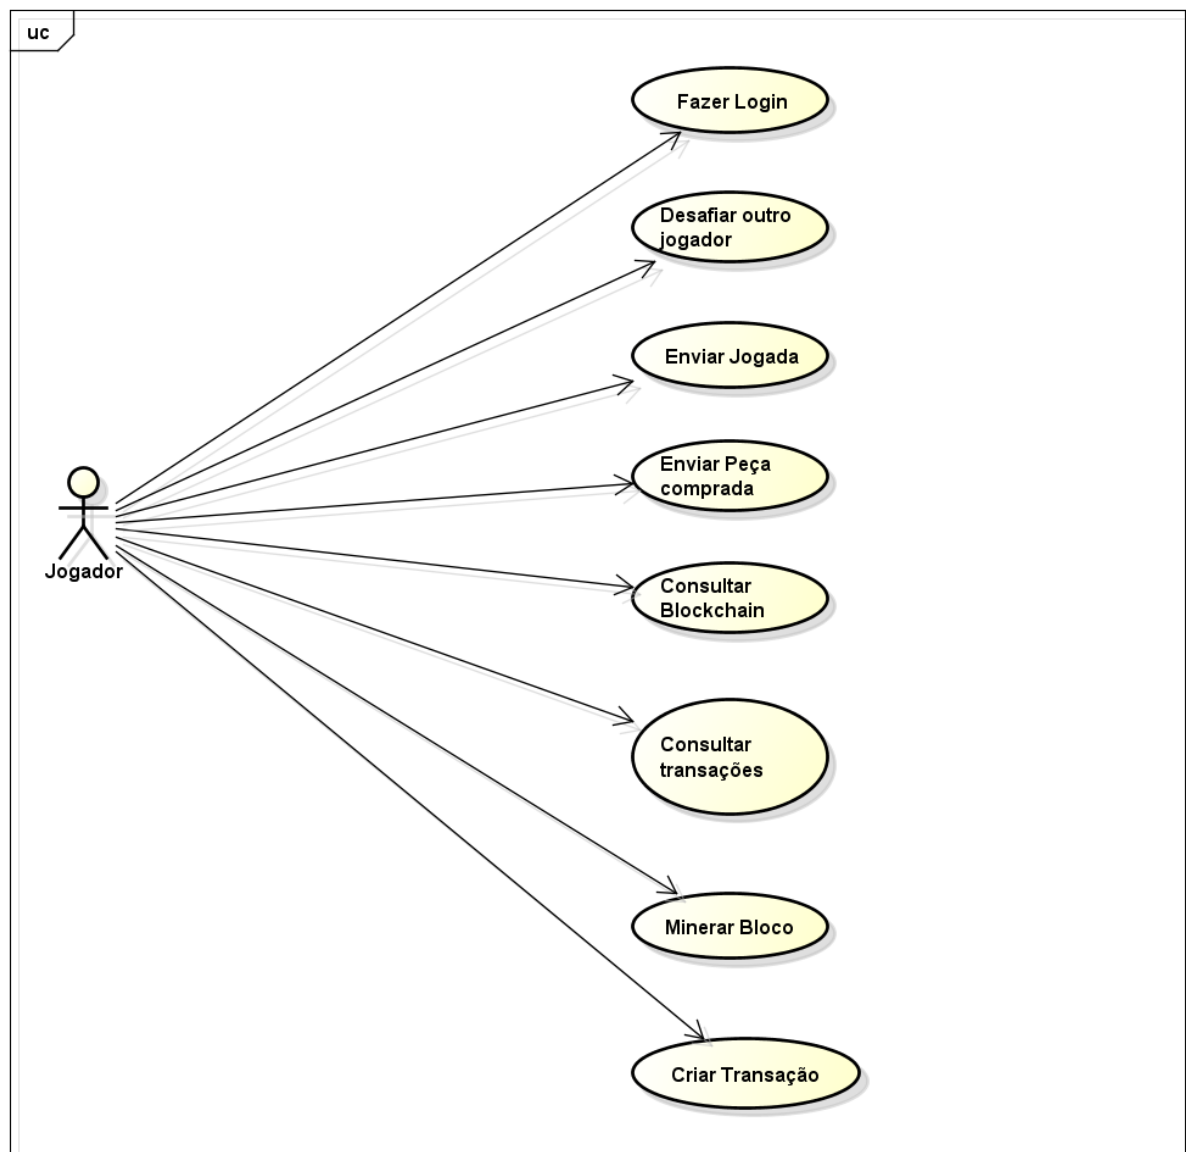 uc
Fazer Login
Desafiar outro
jogador
Enviar Jogada
Enviar Peça
comprada
Jogador
Consultar
Blockchain
Consultar
transações
Minerar Bloco
Criar Transação